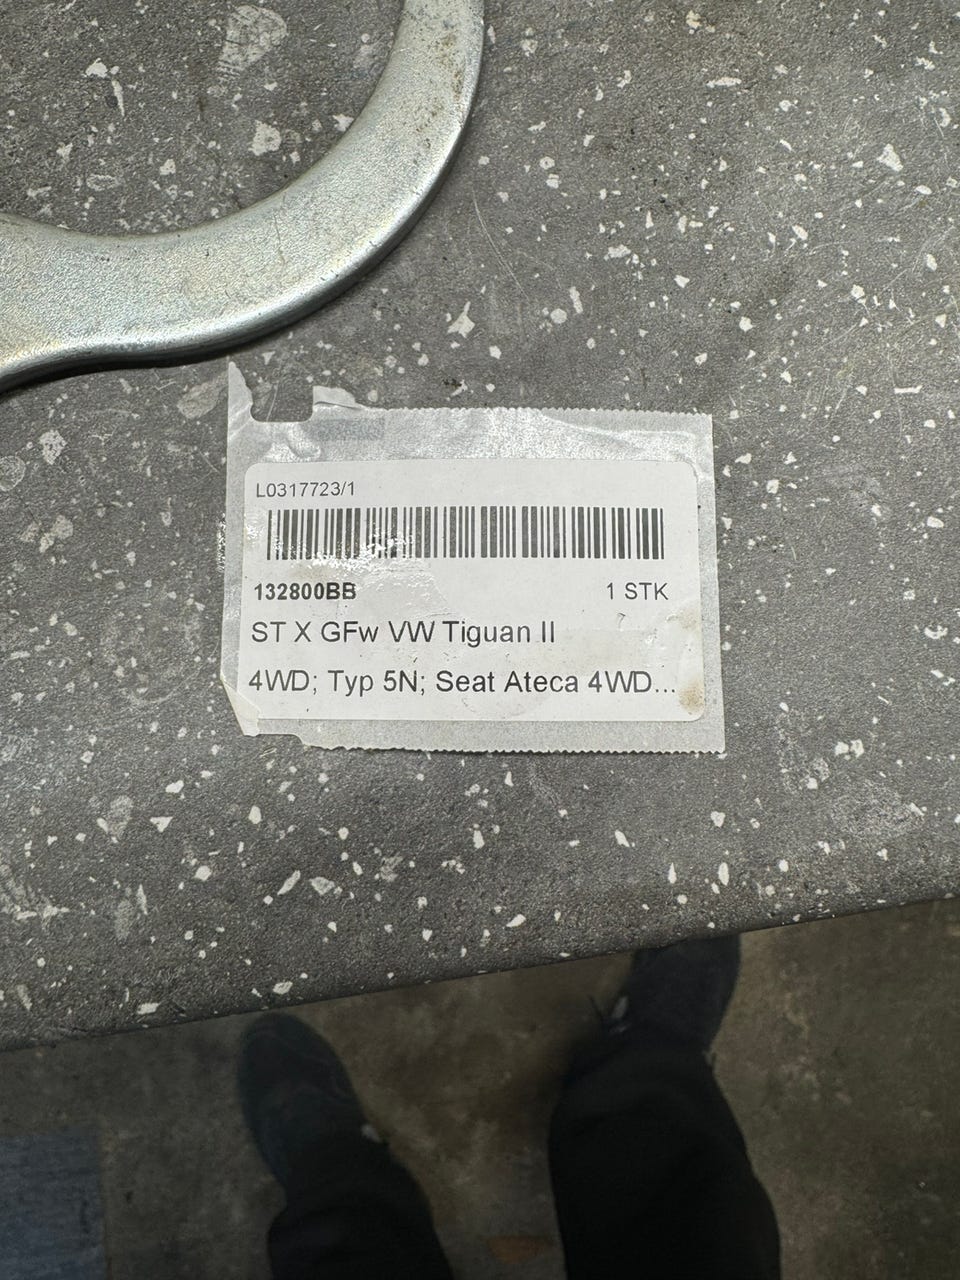 L0317723/1
132800BB 1 STK
ST X GFw VW Tiguan II
4WD; Typ 5N; Seat Ateca 4WD...